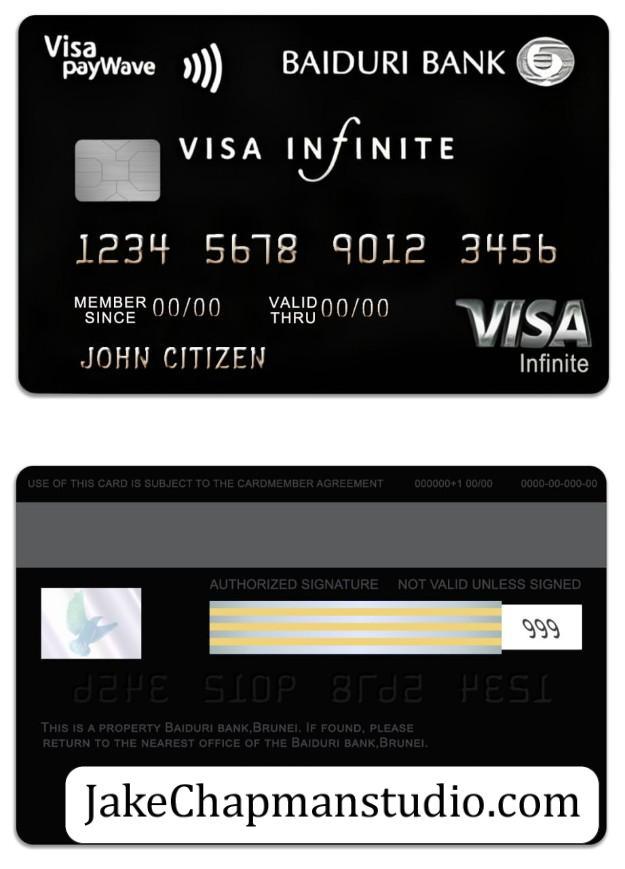 Visa
payWave
BAIDURI BANK
VISA INfINITE
1234 5678 9012 3456
MEMBER SINCE 00/00 VALID THRU 00/00
JOHN CITIZEN
VISA
Infinite
USE OF THIS CARD IS SUBJECT TO THE CARDMEMBER AGREEMENT 000000+1 00/00 0000-00-000-00
AUTHORIZED SIGNATURE NOT VALID UNLESS SIGNED
999
THIS IS A PROPERTY BAIDURI BANK,BRUNEI. IF FOUND, PLEASE
RETURN TO THE NEAREST OFFICE OF THE BAIDURI BANK,BRUNEI.
JakeChapmanstudio.com